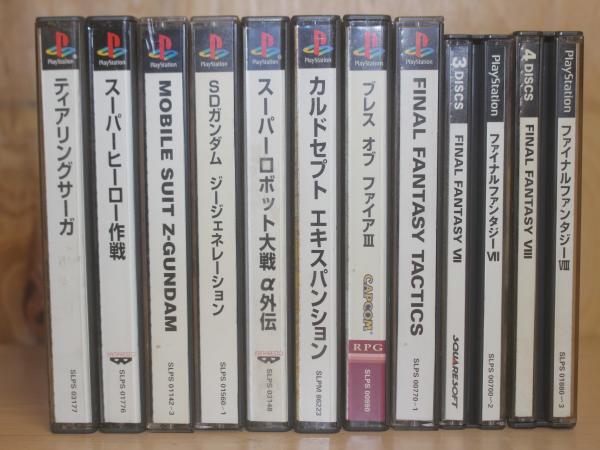 PlayStation
ティアリングサーガ
SLPS 03177
PlayStation
スーパーヒーロー作戦
BANPRESTO
SLPS 01776
PlayStation
MOBILE SUIT Z-GUNDAM
SLPS 01142~3
PlayStation
SDガンダム ジージェネレーション
SLPS 01560~1
PlayStation
スーパーロボット大戦 α外伝
BANPRESTO
SLPS 03148
PlayStation
カルドセプト エキスパンション
SLPM 86223
PlayStation
ブレス オブ ファイアIII
CAPCOM
RPG
SLPS 00990
PlayStation
FINAL FANTASY TACTICS
SLPS 00770~1
3 DISCS
FINAL FANTASY VII
SQUARESOFT
PlayStation
ファイナルファンタジーVII
SLPS 00700~2
4 DISCS
FINAL FANTASY VIII
PlayStation
ファイナルファンタジーVIII
SLPS 01880~3